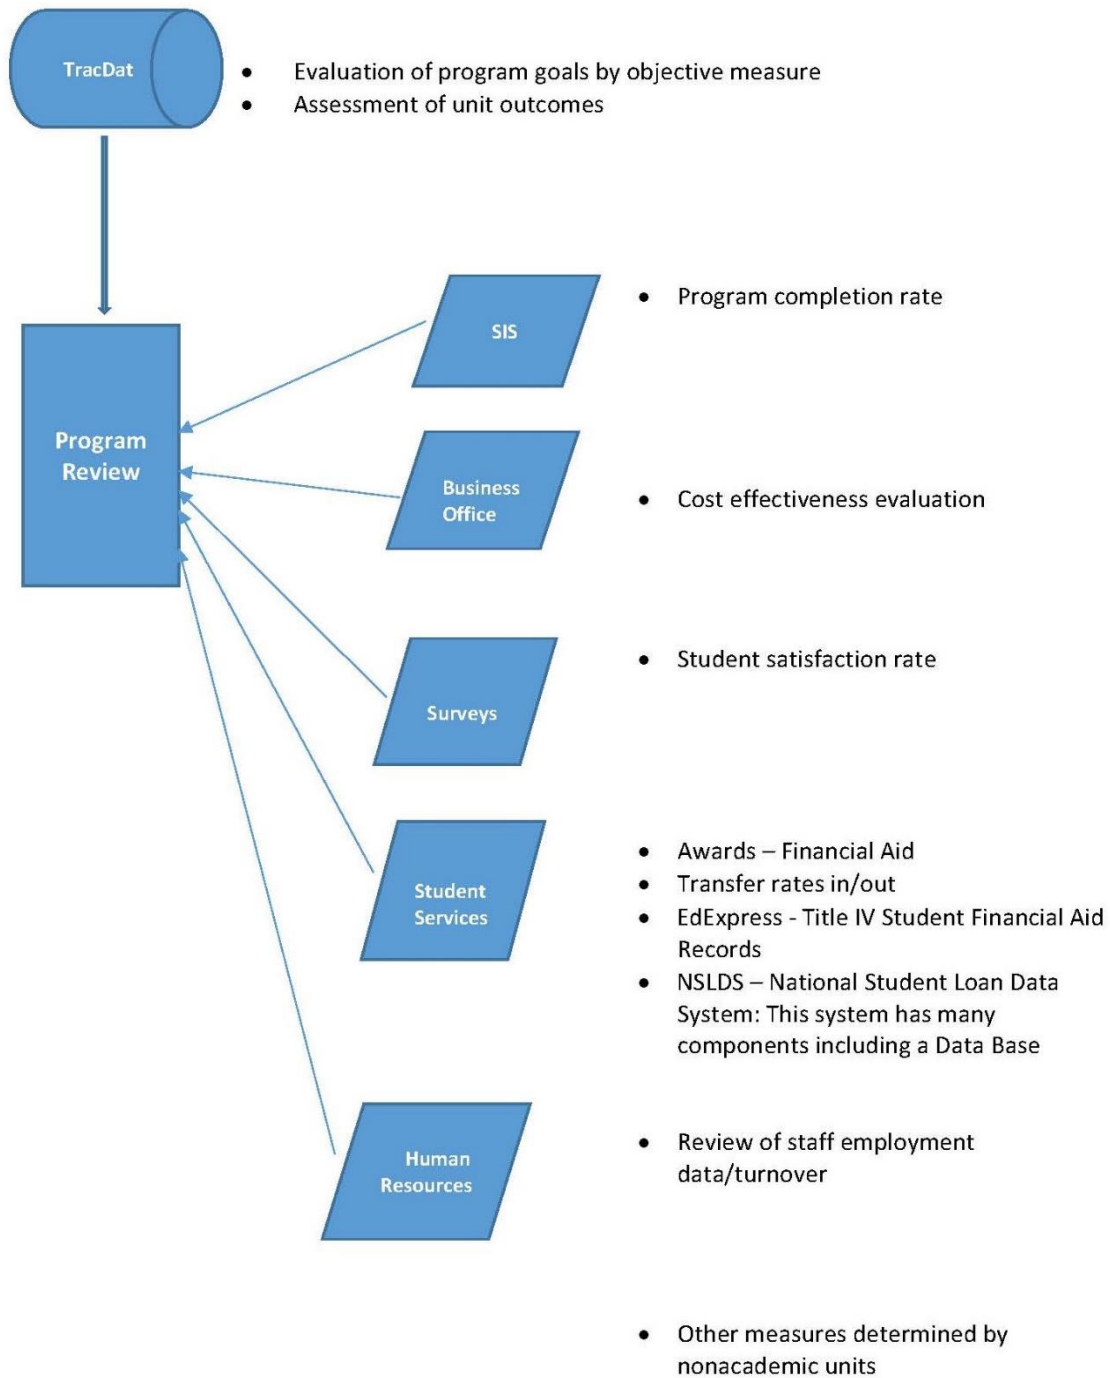 TracDat
• Evaluation of program goals by objective measure
• Assessment of unit outcomes
SIS
• Program completion rate
Program
Review
Business
Office
• Cost effectiveness evaluation
Surveys
• Student satisfaction rate
Student
Services
• Awards – Financial Aid
• Transfer rates in/out
• EdExpress - Title IV Student Financial Aid
Records
• NSLDS – National Student Loan Data
System: This system has many
components including a Data Base
Human
Resources
• Review of staff employment
data/turnover
• Other measures determined by
nonacademic units